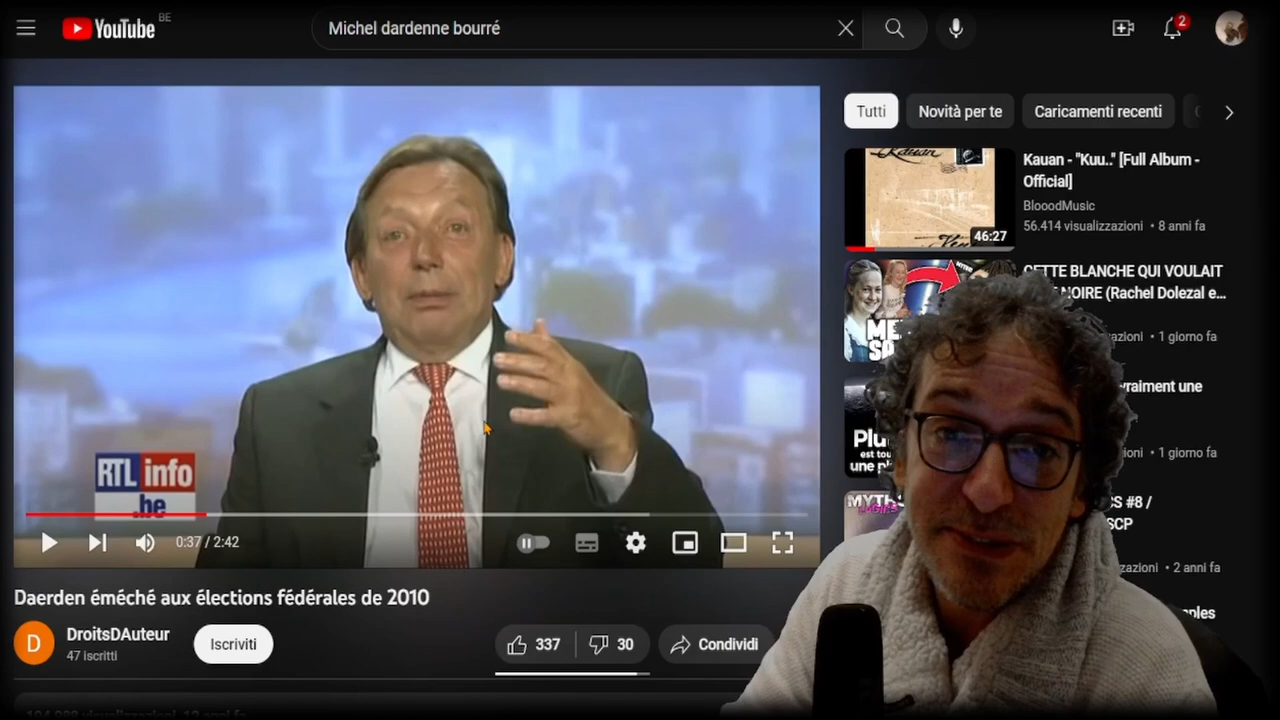 YouTube BE
Michel dardenne bourré
2
Tutti
Novità per te
Caricamenti recenti
Kauan
46:27
Kauan - "Kuu.." [Full Album -
Official]
BlooodMusic
56.414 visualizzazioni • 8 anni fa
CETTE BLANCHE QUI VOULAIT
NOIRE (Rachel Dolezal e...
• 1 giorno fa
vraiment une
• 1 giorno fa
CS #8 /
SCP
• 2 anni fa
RTL info
.be
0:37 / 2:42
Daerden éméché aux élections fédérales de 2010
D
DroitsDAuteur
47 iscritti
Iscriviti
337
30
Condividi